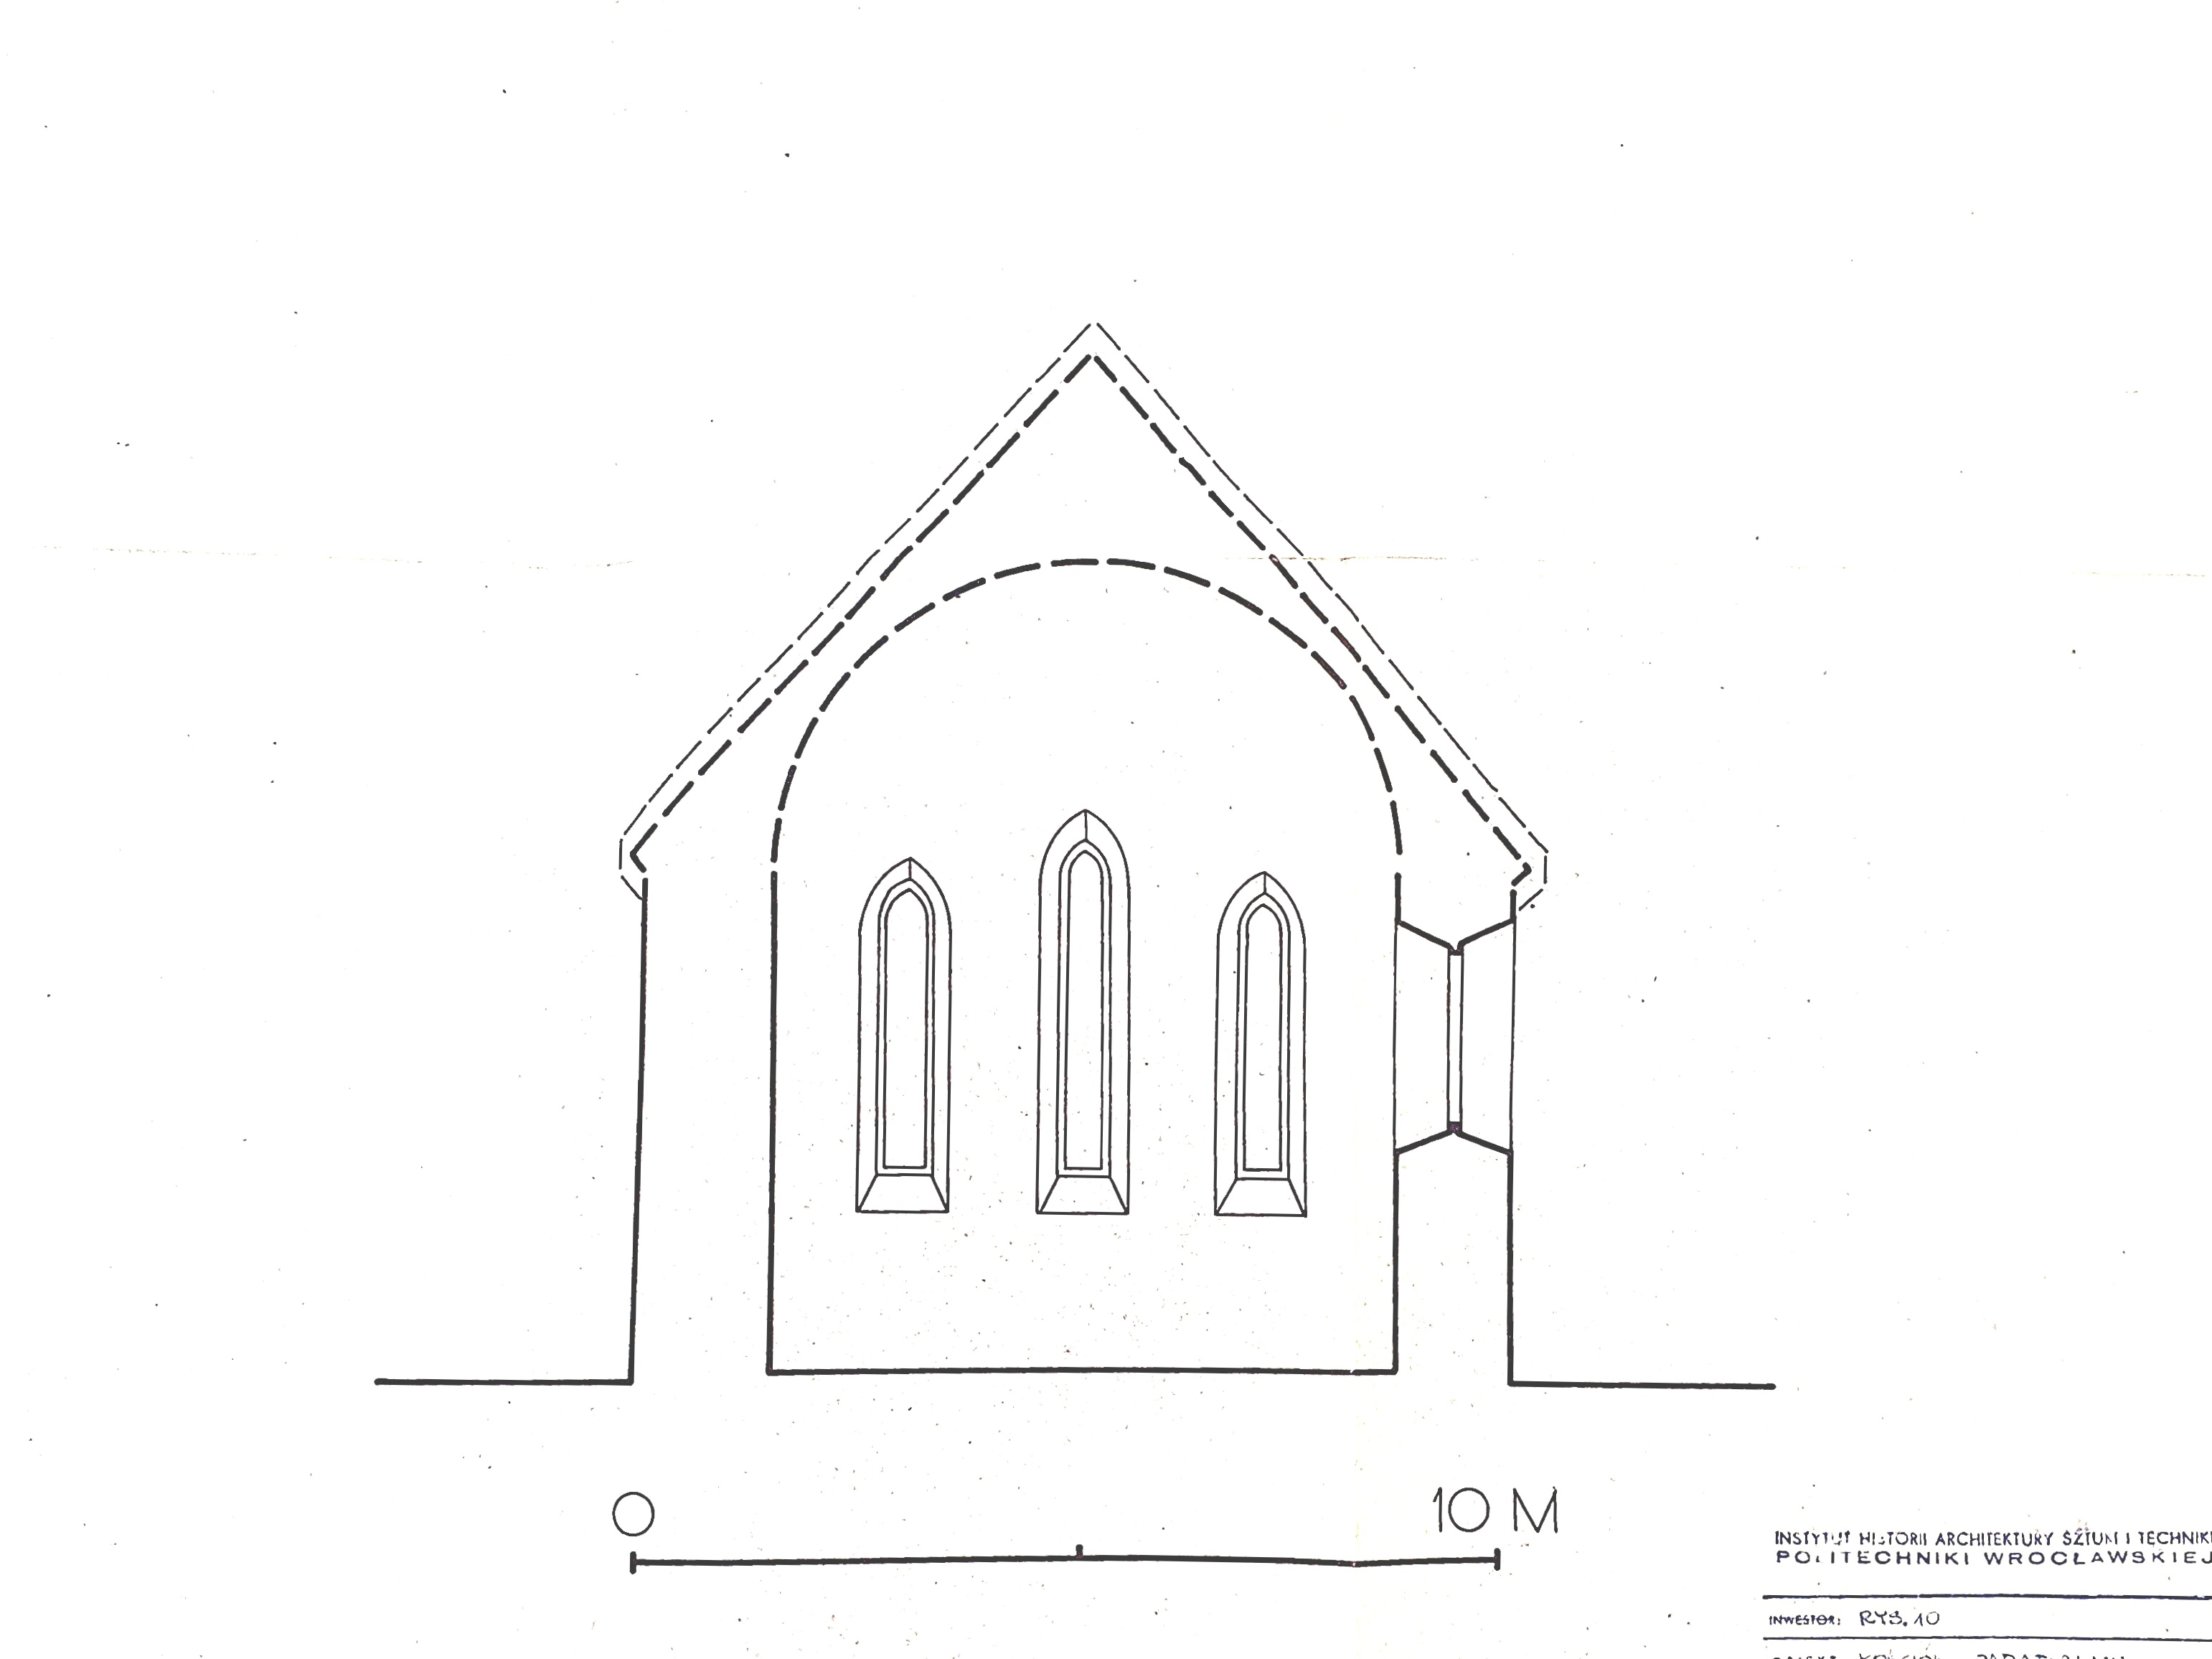 0 10 M
INSTYTUT HISTORII ARCHITEKTURY SZTUKI I TECHNIKI
POLITECHNIKI WROCŁAWSKIEJ
INWESTOR: RYS. 10